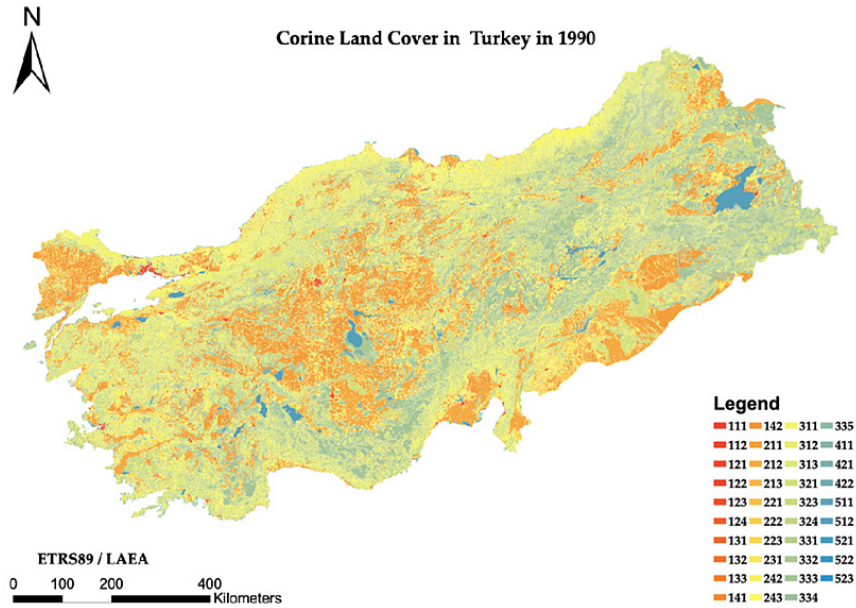 N
Corine Land Cover in Turkey in 1990
Legend
111 142 311 335
112 211 312 411
121 212 313 421
122 213 321 422
123 221 323 511
124 222 324 512
131 223 331 521
132 231 332 522
133 242 333 523
141 243 334
ETRS89 / LAEA
0 100 200 400
Kilometers